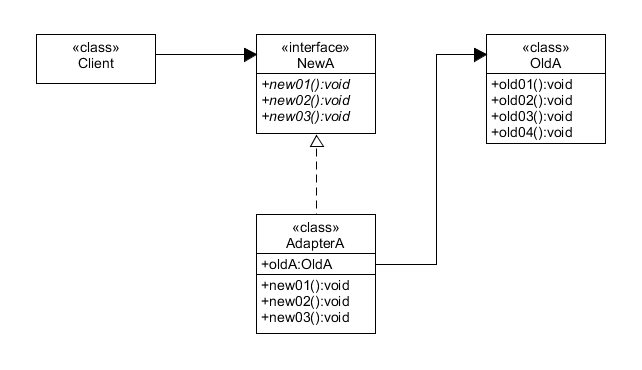 «class»
Client
«interface»
NewA
+new01():void
+new02():void
+new03():void
«class»
OldA
+old01():void
+old02():void
+old03():void
+old04():void
«class»
AdapterA
+oldA:OldA
+new01():void
+new02():void
+new03():void